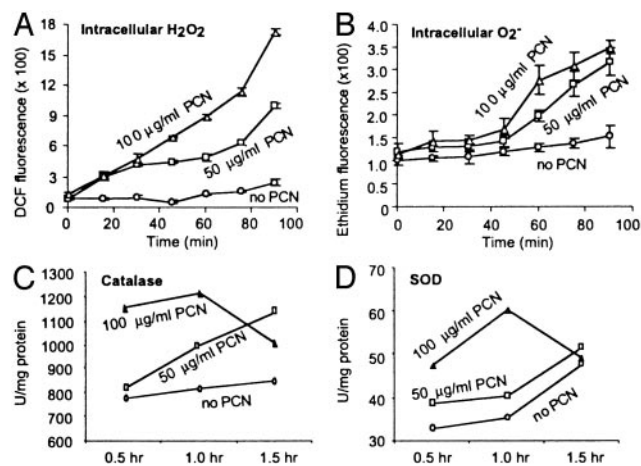 A
Intracellular H2O2
DCF fluorescence (x 100)
18
15
12
9
6
3
0
100 µg/ml PCN
50 µg/ml PCN
no PCN
0 20 40 60 80 100
Time (min)
B
Intracellular O2⁻
Ethidium fluorescence (x100)
4.0
3.5
3.0
2.5
2.0
1.5
1.0
0
100 µg/ml PCN
50 µg/ml PCN
no PCN
0 20 40 60 80 100
Time (min)
C
Catalase
U/mg protein
1300
1200
1100
1000
900
800
700
600
100 µg/ml PCN
50 µg/ml PCN
no PCN
0.5 hr 1.0 hr 1.5 hr
D
SOD
U/mg protein
70
60
50
40
30
100 µg/ml PCN
50 µg/ml PCN
no PCN
0.5 hr 1.0 hr 1.5 hr